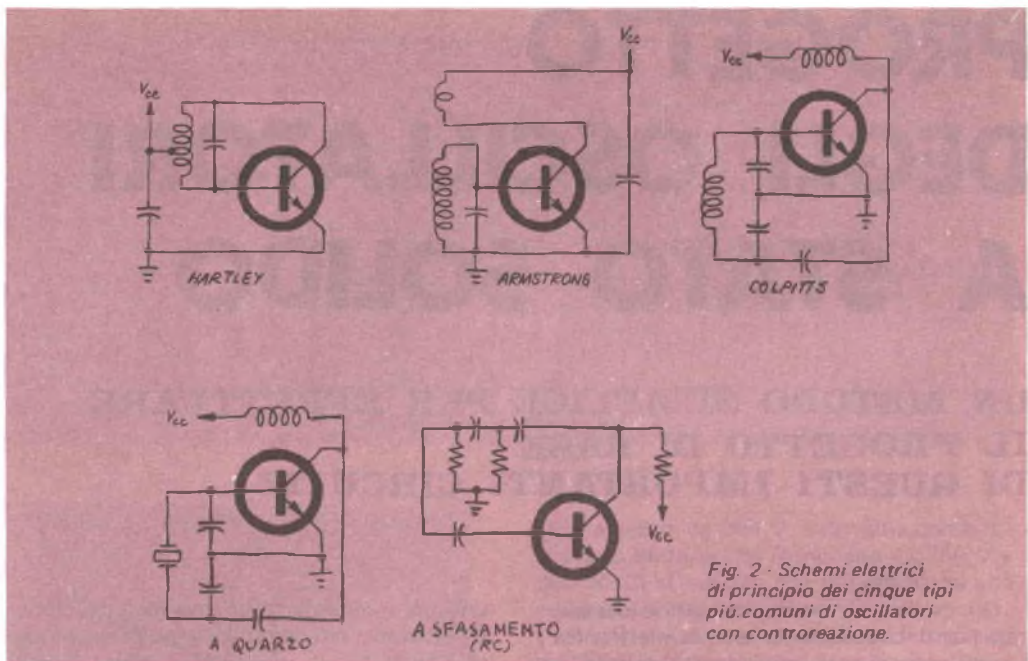 Vcc
Vcc
Vcc
HARTLEY
ARMSTRONG
COLPITTS
Vcc
Vcc
A QUARZO
A SFASAMENTO
(RC)
Fig. 2 - Schemi elettrici
di principio dei cinque tipi
più comuni di oscillatori
con controreazione.